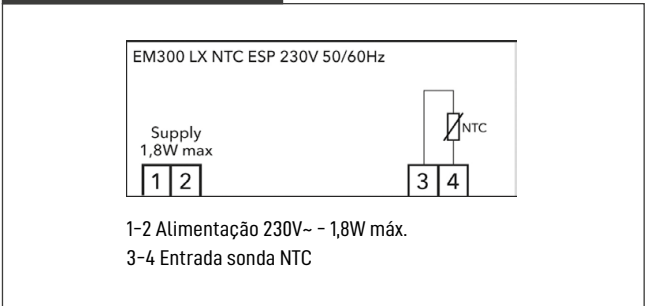 EM300 LX NTC ESP 230V 50/60Hz
NTC
Supply
1,8W max
1 2 3 4
1-2 Alimentação 230V~ - 1,8W máx.
3-4 Entrada sonda NTC